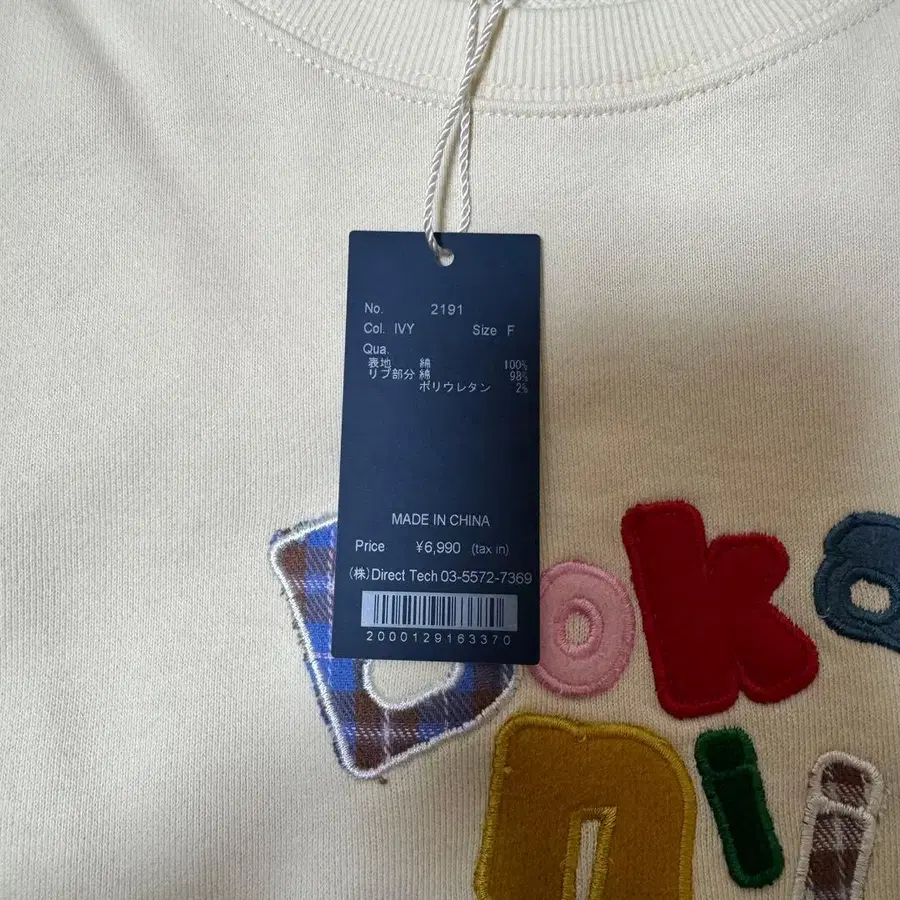 No. 2191
Col. IVY Size F
Qua.
表地 綿 100%
リブ部分 綿 98%
ポリウレタン 2%
MADE IN CHINA
Price ¥6,990 (tax in)
(株)Direct Tech 03-5572-7369
2000129163370
oka
ni